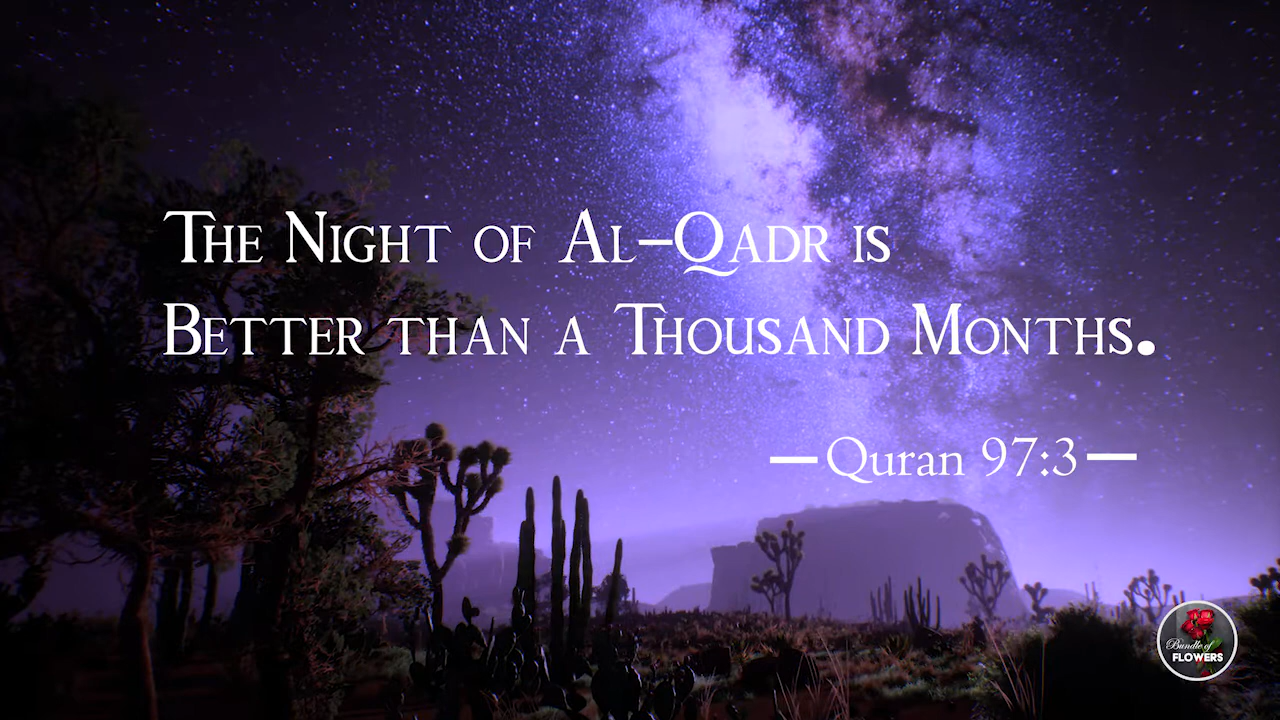 The Night of Al-Qadr is
Better than a Thousand Months.
—Quran 97:3—
Bundle of
FLOWERS